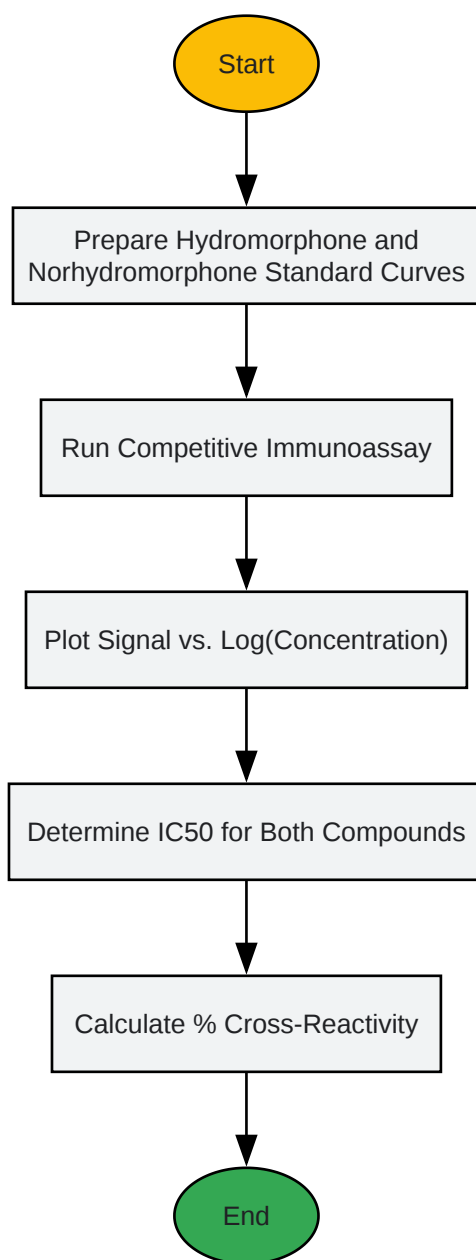 Start
Prepare Hydromorphone and
Norhydromorphone Standard Curves
Run Competitive Immunoassay
Plot Signal vs. Log(Concentration)
Determine IC50 for Both Compounds
Calculate % Cross-Reactivity
End